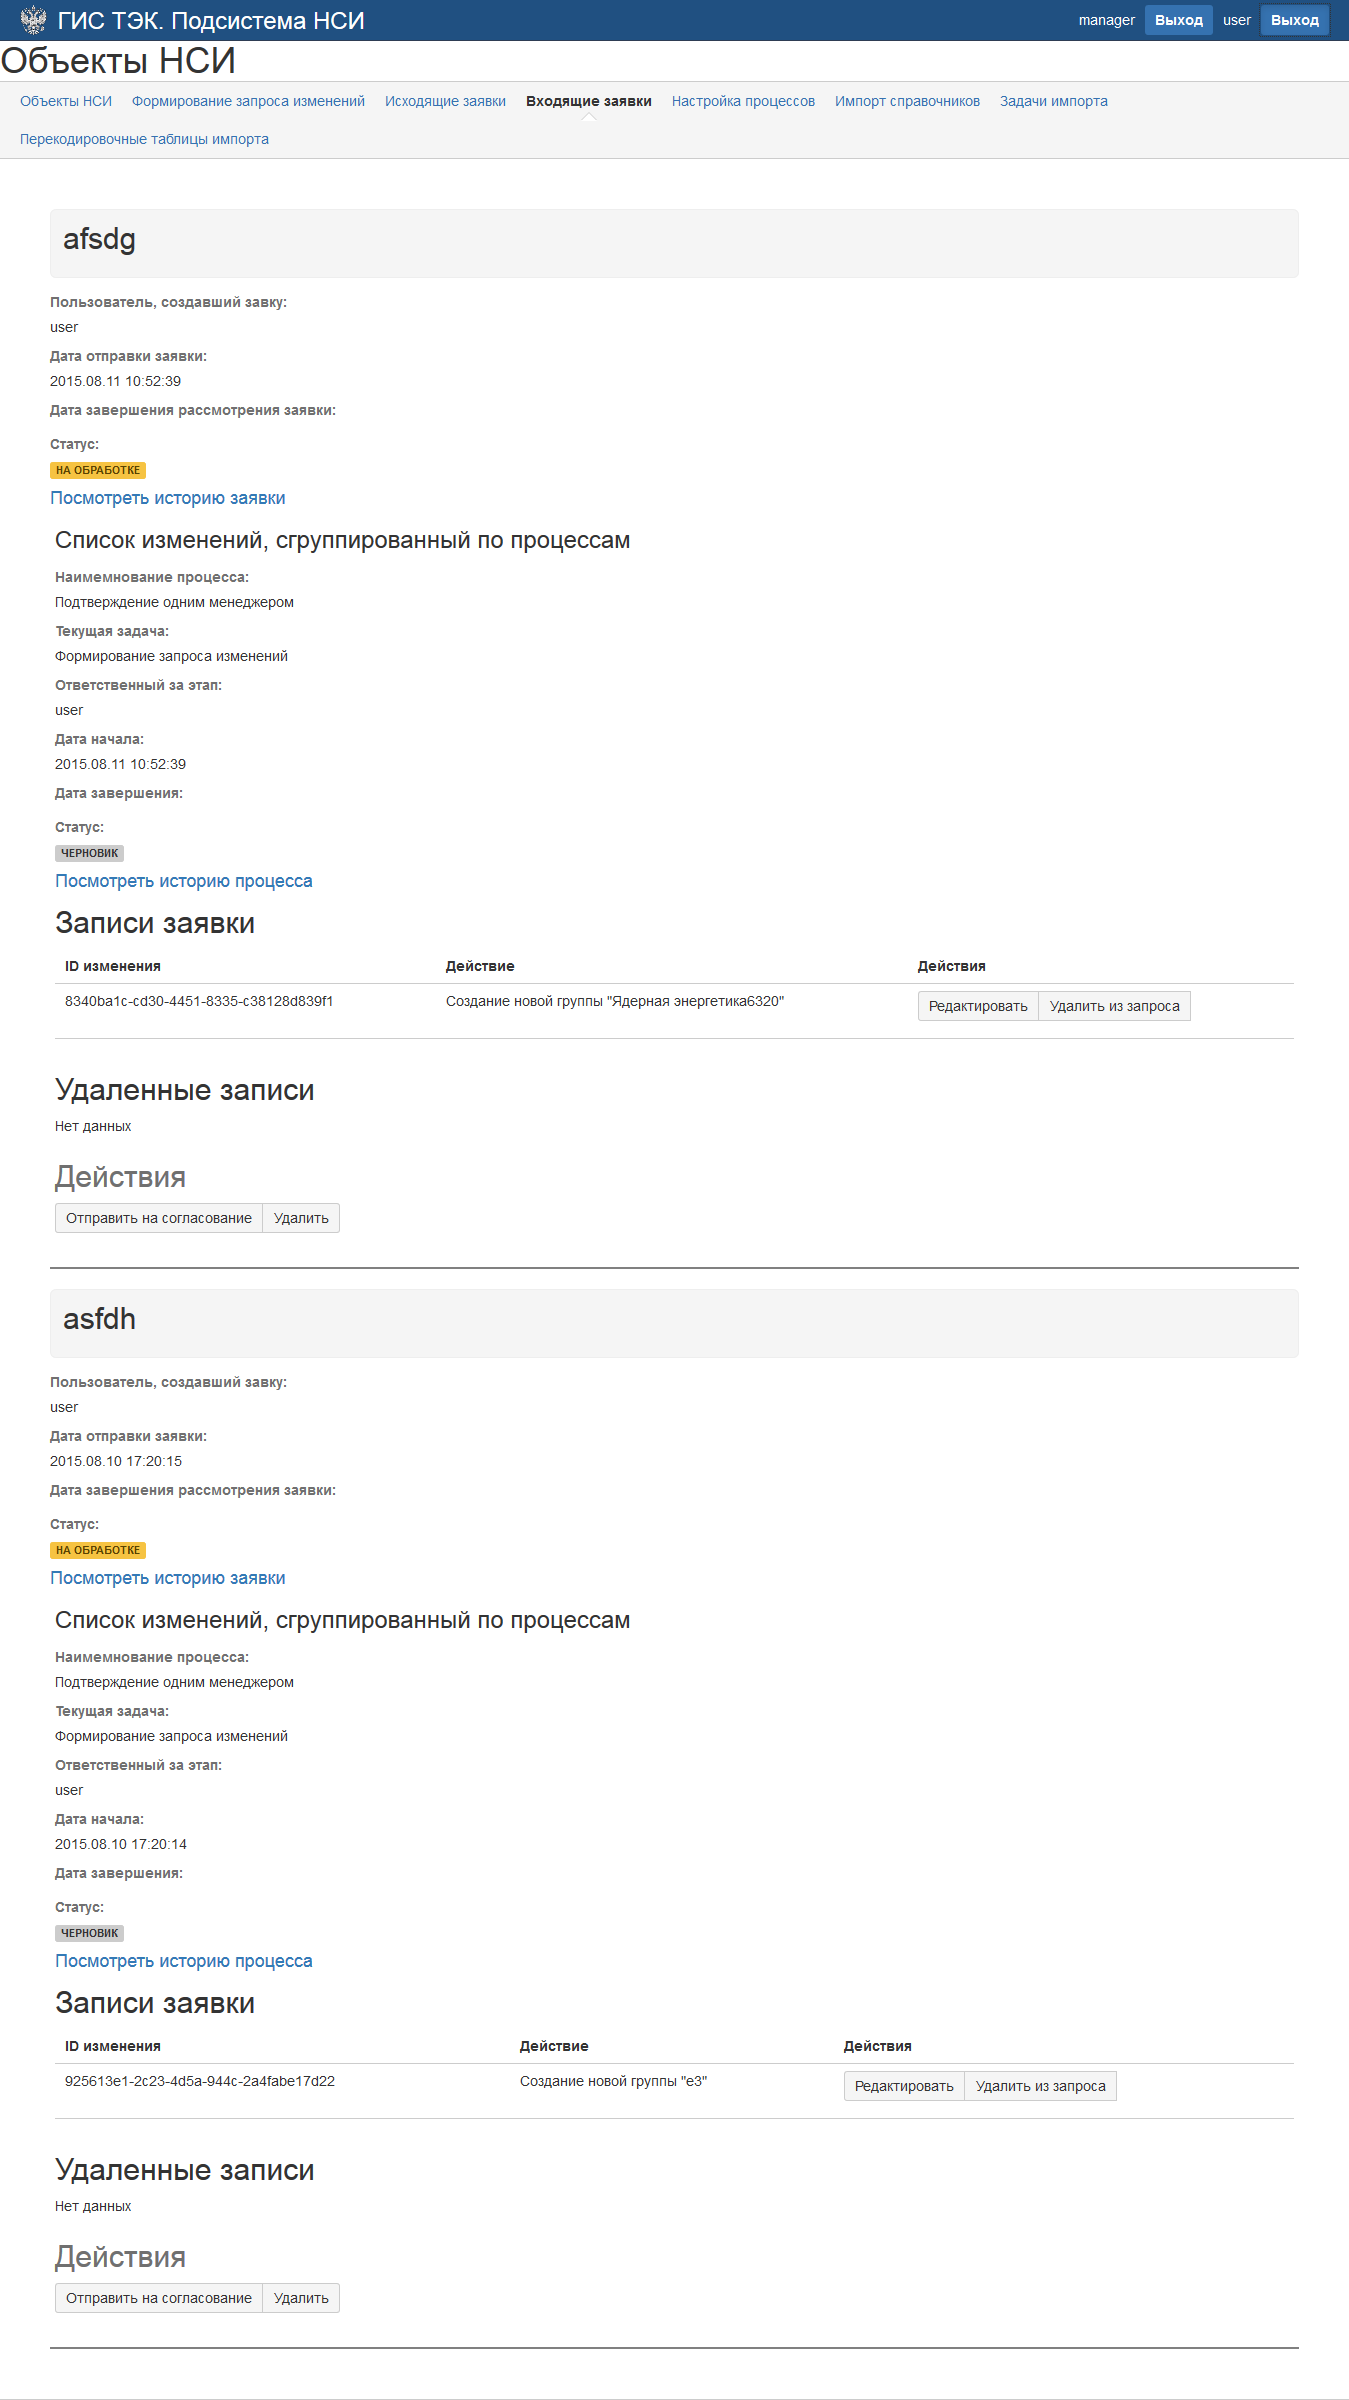 ГИС ТЭК. Подсистема НСИ manager Выход user Выход
Объекты НСИ
Объекты НСИ Формирование запроса изменений Исходящие заявки Входящие заявки Настройка процессов Импорт справочников Задачи импорта
Перекодировочные таблицы импорта
afsdg
Пользователь, создавший завку:
user
Дата отправки заявки:
2015.08.11 10:52:39
Дата завершения рассмотрения заявки:
Статус:
НА ОБРАБОТКЕ
Посмотреть историю заявки
Список изменений, сгруппированный по процессам
Наимемнование процесса:
Подтверждение одним менеджером
Текущая задача:
Формирование запроса изменений
Ответственный за этап:
user
Дата начала:
2015.08.11 10:52:39
Дата завершения:
Статус:
ЧЕРНОВИК
Посмотреть историю процесса
Записи заявки
ID изменения Действие Действия
8340ba1c-cd30-4451-8335-c38128d839f1 Создание новой группы "Ядерная энергетика6320" Редактировать Удалить из запроса
Удаленные записи
Нет данных
Действия
Отправить на согласование Удалить
asfdh
Пользователь, создавший завку:
user
Дата отправки заявки:
2015.08.10 17:20:15
Дата завершения рассмотрения заявки:
Статус:
НА ОБРАБОТКЕ
Посмотреть историю заявки
Список изменений, сгруппированный по процессам
Наимемнование процесса:
Подтверждение одним менеджером
Текущая задача:
Формирование запроса изменений
Ответственный за этап:
user
Дата начала:
2015.08.10 17:20:14
Дата завершения:
Статус:
ЧЕРНОВИК
Посмотреть историю процесса
Записи заявки
ID изменения Действие Действия
925613e1-2c23-4d5a-944c-2a4fabe17d22 Создание новой группы "е3" Редактировать Удалить из запроса
Удаленные записи
Нет данных
Действия
Отправить на согласование Удалить